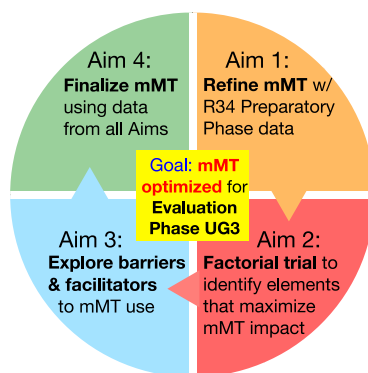 Aim 4:
Finalize mMT
using data
from all Aims
Aim 1:
Refine mMT w/
R34 Preparatory
Phase data
Goal: mMT
optimized for
Evaluation
Phase UG3
Aim 3:
Explore barriers
& facilitators
to mMT use
Aim 2:
Factorial trial to
identify elements
that maximize
mMT impact